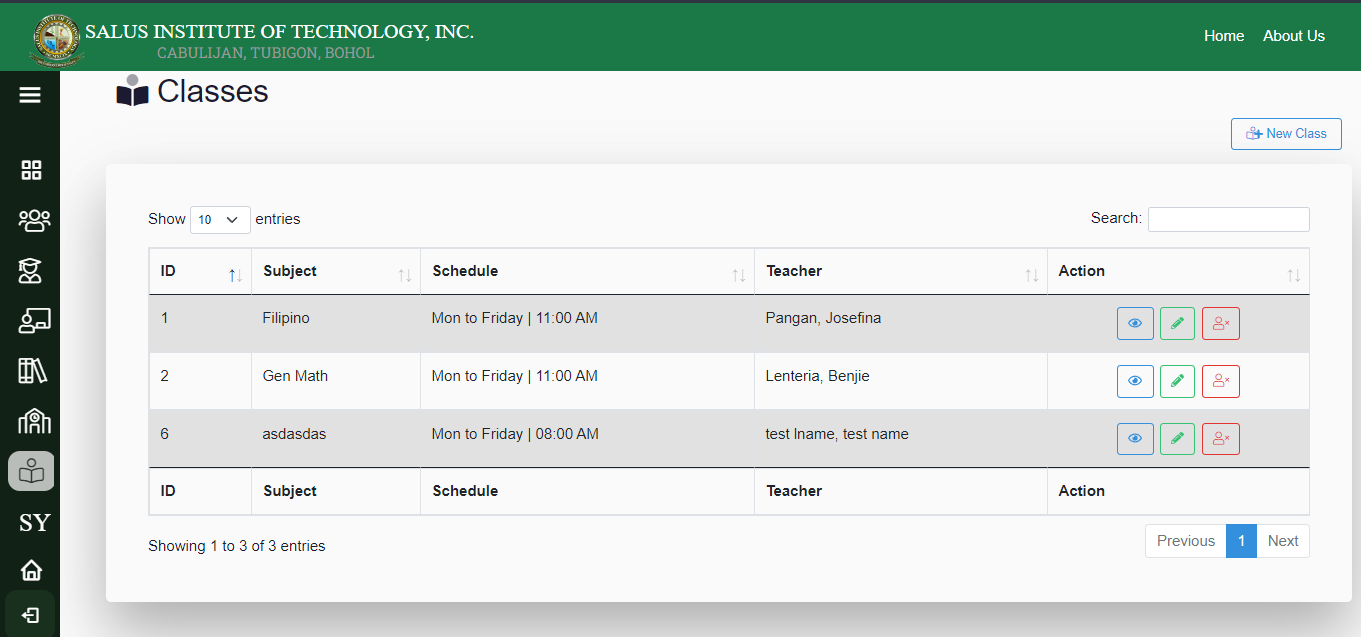 SALUS INSTITUTE OF TECHNOLOGY, INC.
CABULIJAN, TUBIGON, BOHOL
Home About Us
Classes
New Class
Show 10 entries
Search:
ID Subject Schedule Teacher Action
1 Filipino Mon to Friday | 11:00 AM Pangan, Josefina
2 Gen Math Mon to Friday | 11:00 AM Lenteria, Benjie
6 asdasdas Mon to Friday | 08:00 AM test lname, test name
ID Subject Schedule Teacher Action
SY
Showing 1 to 3 of 3 entries
Previous 1 Next